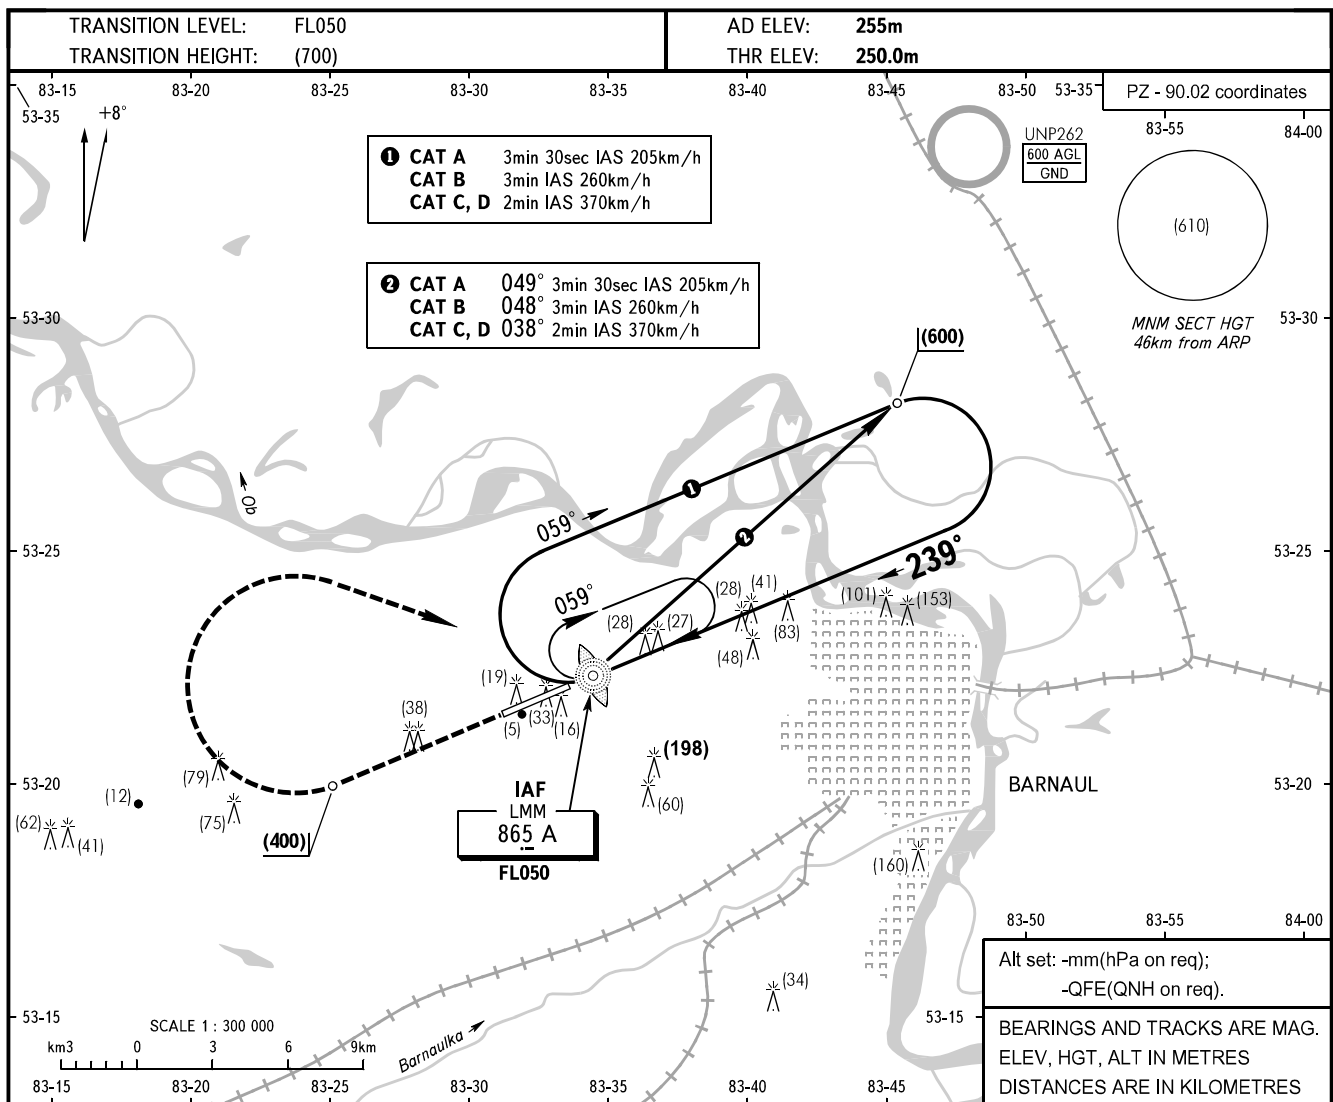 TRANSITION LEVEL: FL050
TRANSITION HEIGHT: (700)
AD ELEV: 255m
THR ELEV: 250.0m
83-15 83-20 83-25 83-30 83-35 83-40 83-45 83-50 53-35
PZ - 90.02 coordinates
53-35
+8°
83-55 84-00
UNP262
600 AGL
GND
(610)
MNM SECT HGT
46km from ARP
1 CAT A 3min 30sec IAS 205km/h
CAT B 3min IAS 260km/h
CAT C, D 2min IAS 370km/h
2 CAT A 049° 3min 30sec IAS 205km/h
CAT B 048° 3min IAS 260km/h
CAT C, D 038° 2min IAS 370km/h
53-30
53-30
(600)
1
Ob
059°
2
53-25
239°
53-25
059°
(28)
(41)
(101)
(153)
(28)
(27)
(83)
(48)
(19)
(33)
(16)
(5)
(38)
(198)
(79)
53-20
(12)
(75)
(62)
(41)
(400)
IAF
LMM
865 A
.–
FL050
(60)
BARNAUL
53-20
(160)
83-50 83-55 84-00
(34)
Alt set: -mm(hPa on req);
-QFE(QNH on req).
53-15
53-15
SCALE 1 : 300 000
km3 0 3 6 9km
Barnaulka
BEARINGS AND TRACKS ARE MAG.
ELEV, HGT, ALT IN METRES
DISTANCES ARE IN KILOMETRES
83-15 83-20 83-25 83-30 83-35 83-40 83-45